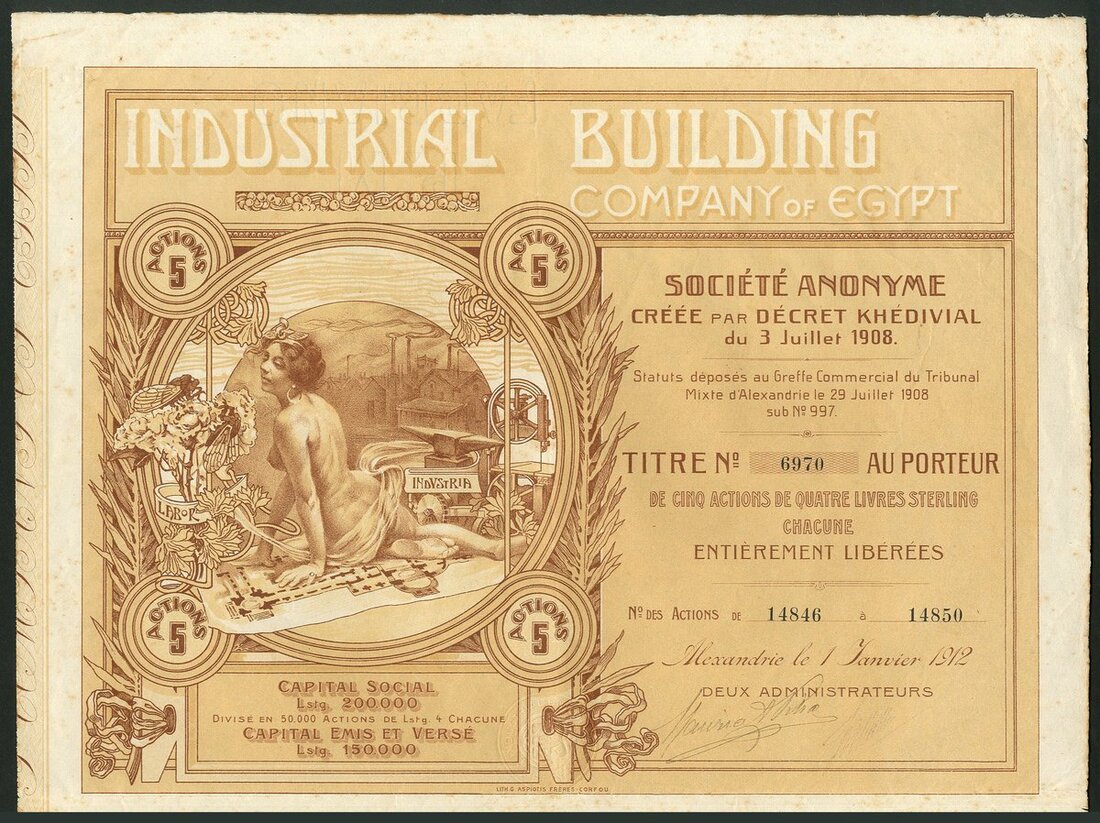 INDUSTRIAL BUILDING
COMPANY OF EGYPT
ACTIONS
5
ACTIONS
5
LABOR
INDVSTRIA
ACTIONS
5
ACTIONS
5
CAPITAL SOCIAL
Lstg. 200.000
DIVISÉ EN 50.000 ACTIONS DE Lstg. 4 CHACUNE
CAPITAL EMIS ET VERSÉ
Lstg. 150.000
SOCIÉTÉ ANONYME
CRÉÉE PAR DÉCRET KHÉDIVIAL
du 3 Juillet 1908.
Statuts déposés au Greffe Commercial du Tribunal
Mixte d'Alexandrie le 29 Juillet 1908
sub Nº 997.
TITRE Nº 6970 AU PORTEUR
DE CINQ ACTIONS DE QUATRE LIVRES STERLING
CHACUNE
ENTIÈREMENT LIBÉRÉES
Nº DES ACTIONS DE 14846 à 14850
Alexandrie le 1 Janvier 1912
DEUX ADMINISTRATEURS
LITH. G. ASPIOTIS FRÈRES-CORFOU